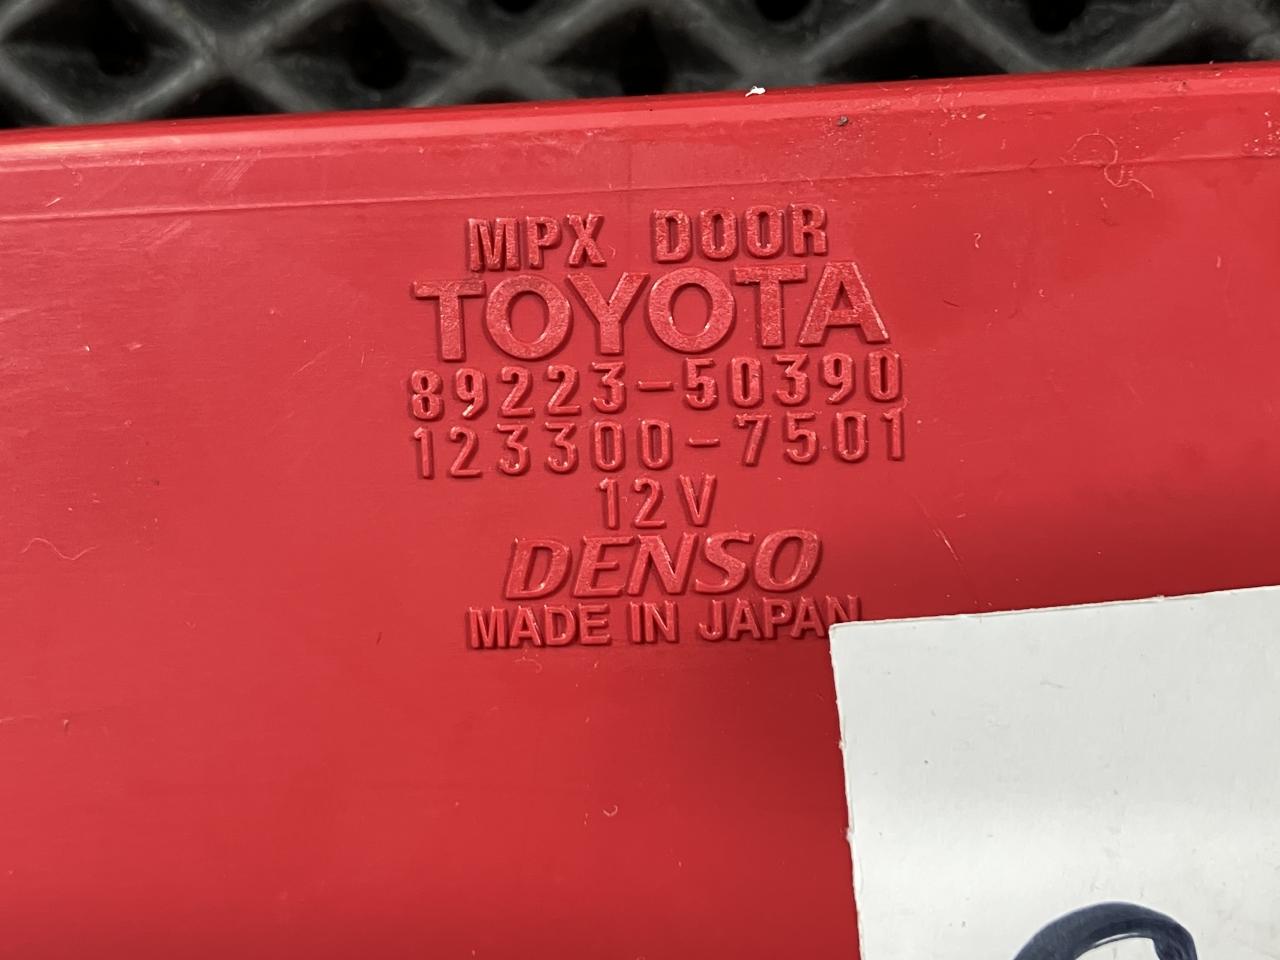 MPX DOOR
TOYOTA
89223-50390
123300-7501
12V
DENSO
MADE IN JAPAN